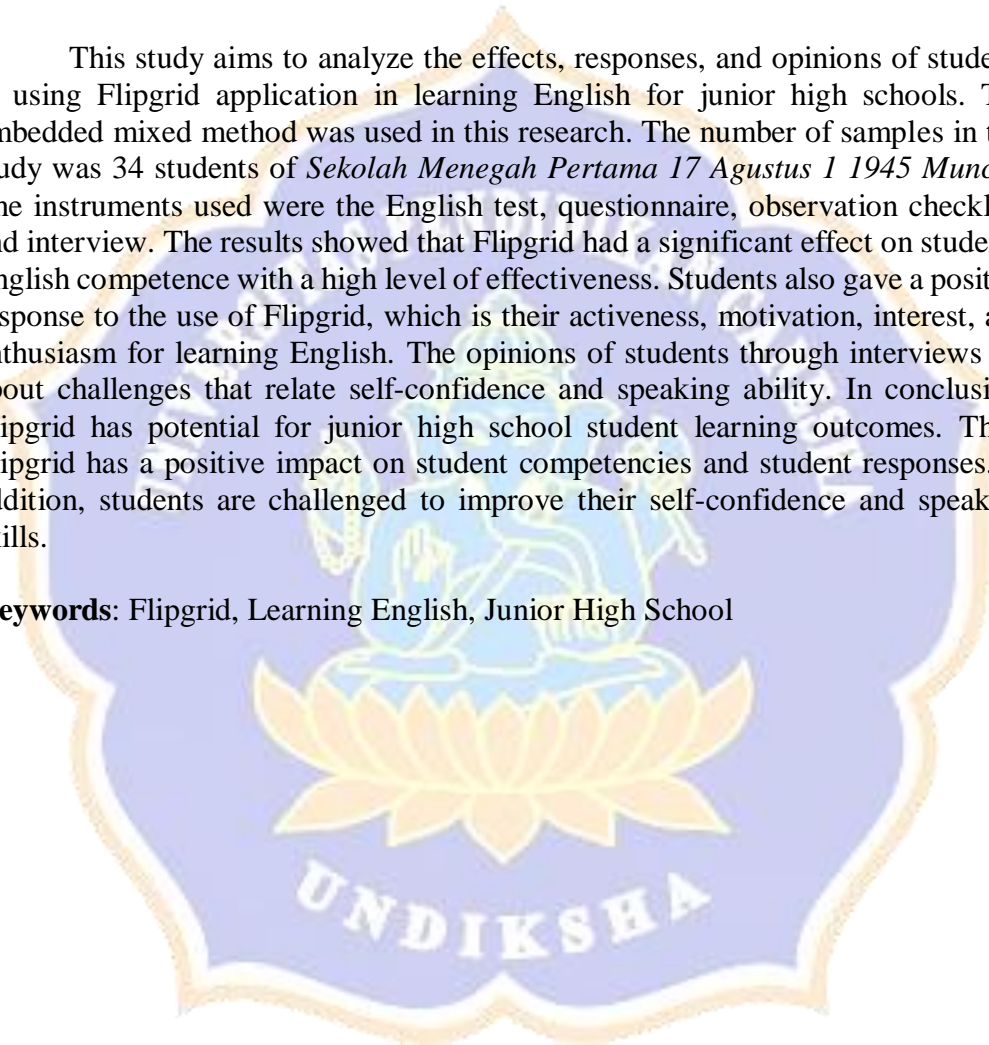 This study aims to analyze the effects, responses, and opinions of stude
using Flipgrid application in learning English for junior high schools. T
mbedded mixed method was used in this research. The number of samples in t
udy was 34 students of Sekolah Menegah Pertama 17 Agustus 1 1945 Munc
he instruments used were the English test, questionnaire, observation checkl
nd interview. The results showed that Flipgrid had a significant effect on studen
nglish competence with a high level of effectiveness. Students also gave a posit
esponse to the use of Flipgrid, which is their activeness, motivation, interest, a
nthusiasm for learning English. The opinions of students through interviews
bout challenges that relate self-confidence and speaking ability. In conclusi
ipgrid has potential for junior high school student learning outcomes. Th
ipgrid has a positive impact on student competencies and student responses.
ddition, students are challenged to improve their self-confidence and speak
ills.
eywords: Flipgrid, Learning English, Junior High School
UNIVERSITAS PENDIDIKAN GANESHA
UNDIKSHA